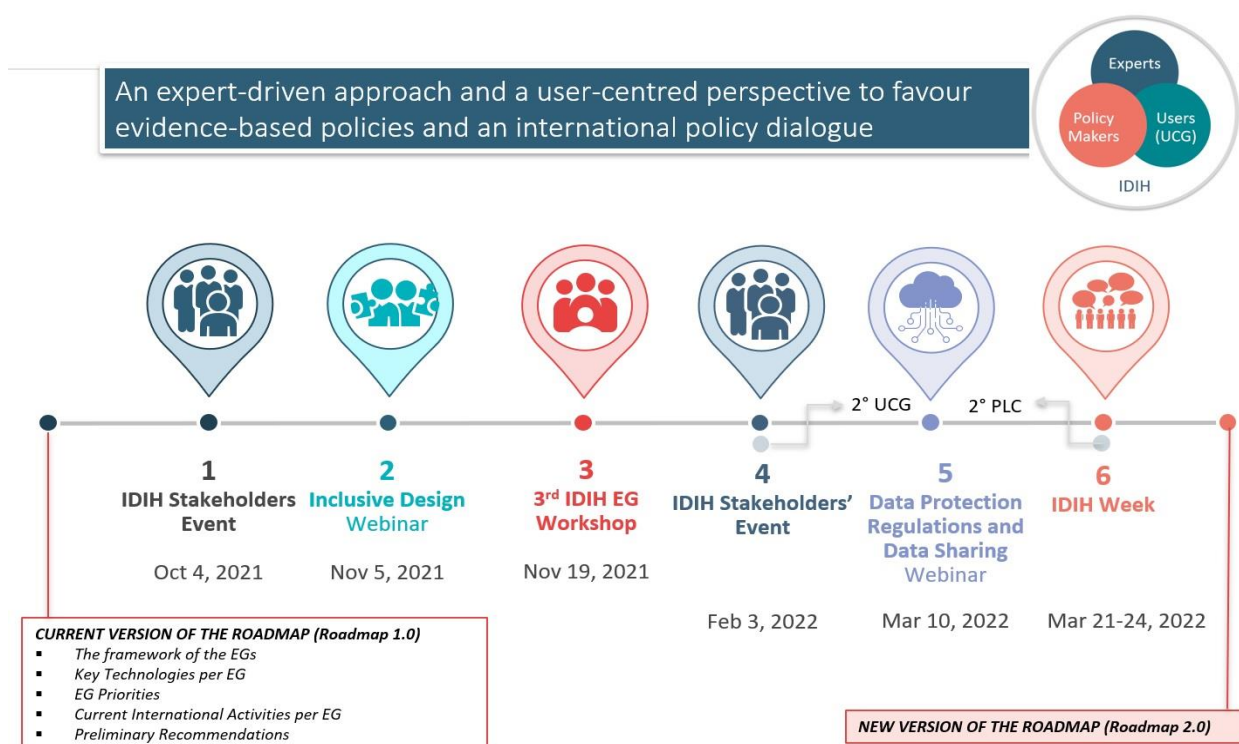 An expert-driven approach and a user-centred perspective to favour
evidence-based policies and an international policy dialogue
Experts
Policy
Makers
Users
(UCG)
IDIH
2° UCG
2° PLC
1
IDIH Stakeholders
Event
Oct 4, 2021
2
Inclusive Design
Webinar
Nov 5, 2021
3
3rd IDIH EG
Workshop
Nov 19, 2021
4
IDIH Stakeholders’
Event
Feb 3, 2022
5
Data Protection
Regulations and
Data Sharing
Webinar
Mar 10, 2022
6
IDIH Week
Mar 21-24, 2022
CURRENT VERSION OF THE ROADMAP (Roadmap 1.0)
▪ The framework of the EGs
▪ Key Technologies per EG
▪ EG Priorities
▪ Current International Activities per EG
▪ Preliminary Recommendations
NEW VERSION OF THE ROADMAP (Roadmap 2.0)